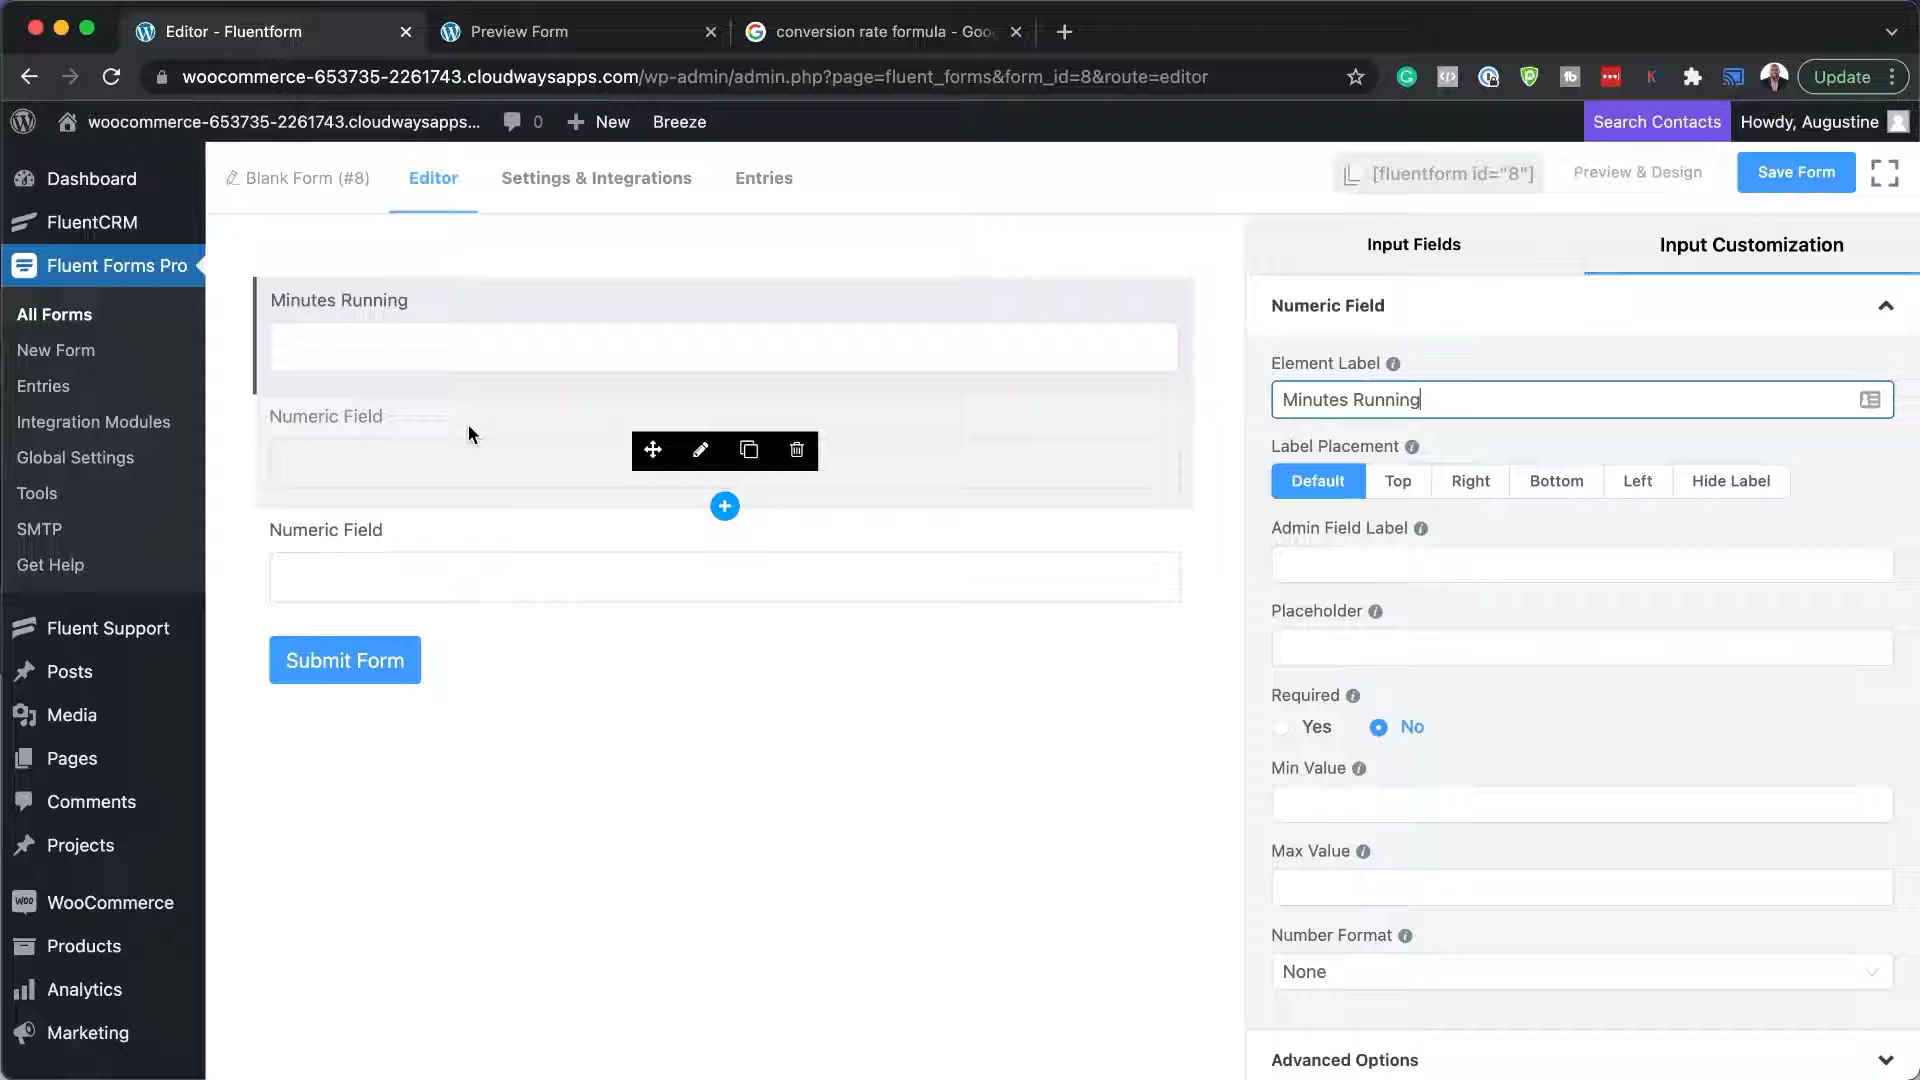 Editor - Fluentform
Preview Form
conversion rate formula - Goo
woocommerce-653735-2261743.cloudwaysapps.com/wp-admin/admin.php?page=fluent_forms&form_id=8&route=editor
Update
woocommerce-653735-2261743.cloudwaysapps...
0
New
Breeze
Search Contacts
Howdy, Augustine
Dashboard
FluentCRM
Fluent Forms Pro
All Forms
New Form
Entries
Integration Modules
Global Settings
Tools
SMTP
Get Help
Fluent Support
Posts
Media
Pages
Comments
Projects
WooCommerce
Products
Analytics
Marketing
Blank Form (#8)
Editor
Settings & Integrations
Entries
[fluentform id="8"]
Preview & Design
Save Form
Minutes Running
Numeric Field
Numeric Field
Submit Form
Input Fields
Input Customization
Numeric Field
Element Label
Minutes Running
Label Placement
Default
Top
Right
Bottom
Left
Hide Label
Admin Field Label
Placeholder
Required
Yes
No
Min Value
Max Value
Number Format
None
Advanced Options